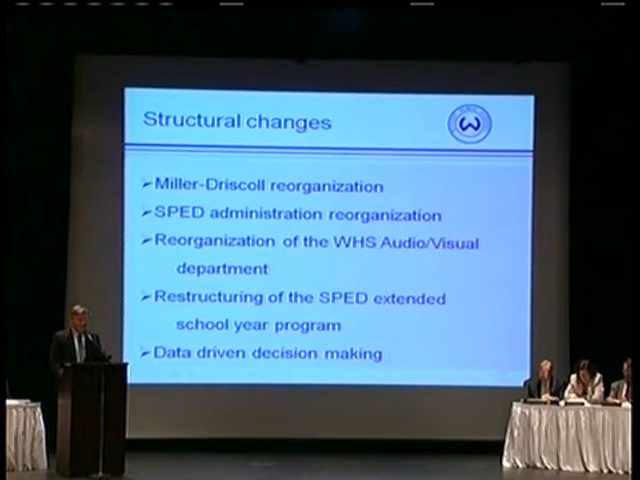 Structural changes
➢Miller-Driscoll reorganization
➢SPED administration reorganization
➢Reorganization of the WHS Audio/Visual
department
➢Restructuring of the SPED extended
school year program
➢Data driven decision making